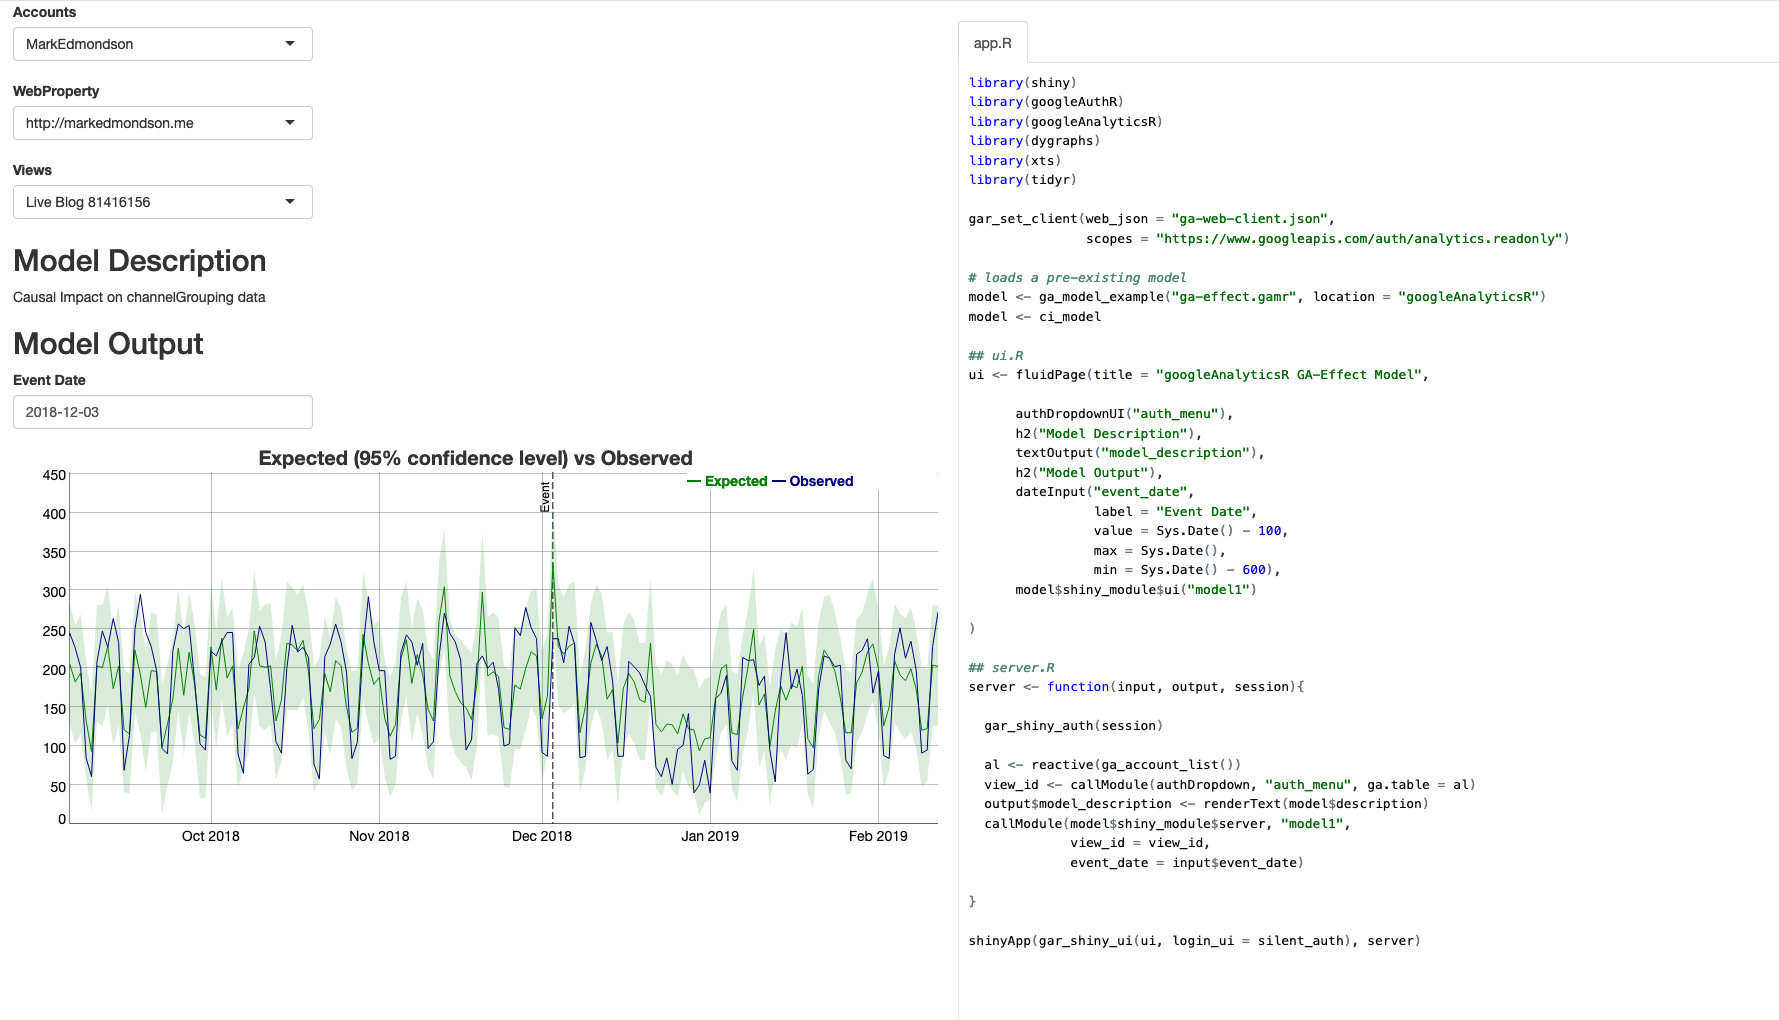 Accounts
MarkEdmondson
WebProperty
http://markedmondson.me
Views
Live Blog 81416156
Model Description
Causal Impact on channelGrouping data
Model Output
Event Date
2018-12-03
Expected (95% confidence level) vs Observed
Expected Observed
Event
450
400
350
300
250
200
150
100
50
0
Oct 2018 Nov 2018 Dec 2018 Jan 2019 Feb 2019
app.R
library(shiny)
library(googleAuthR)
library(googleAnalyticsR)
library(dygraphs)
library(xts)
library(tidyr)
gar_set_client(web_json = "ga-web-client.json",
scopes = "https://www.googleapis.com/auth/analytics.readonly")
# loads a pre-existing model
model <- ga_model_example("ga-effect.gamr", location = "googleAnalyticsR")
model <- ci_model
## ui.R
ui <- fluidPage(title = "googleAnalyticsR GA-Effect Model",
authDropdownUI("auth_menu"),
h2("Model Description"),
textOutput("model_description"),
h2("Model Output"),
dateInput("event_date",
label = "Event Date",
value = Sys.Date() - 100,
max = Sys.Date(),
min = Sys.Date() - 600),
model$shiny_module$ui("model1")
)
## server.R
server <- function(input, output, session){
gar_shiny_auth(session)
al <- reactive(ga_account_list())
view_id <- callModule(authDropdown, "auth_menu", ga.table = al)
output$model_description <- renderText(model$description)
callModule(model$shiny_module$server, "model1",
view_id = view_id,
event_date = input$event_date)
}
shinyApp(gar_shiny_ui(ui, login_ui = silent_auth), server)